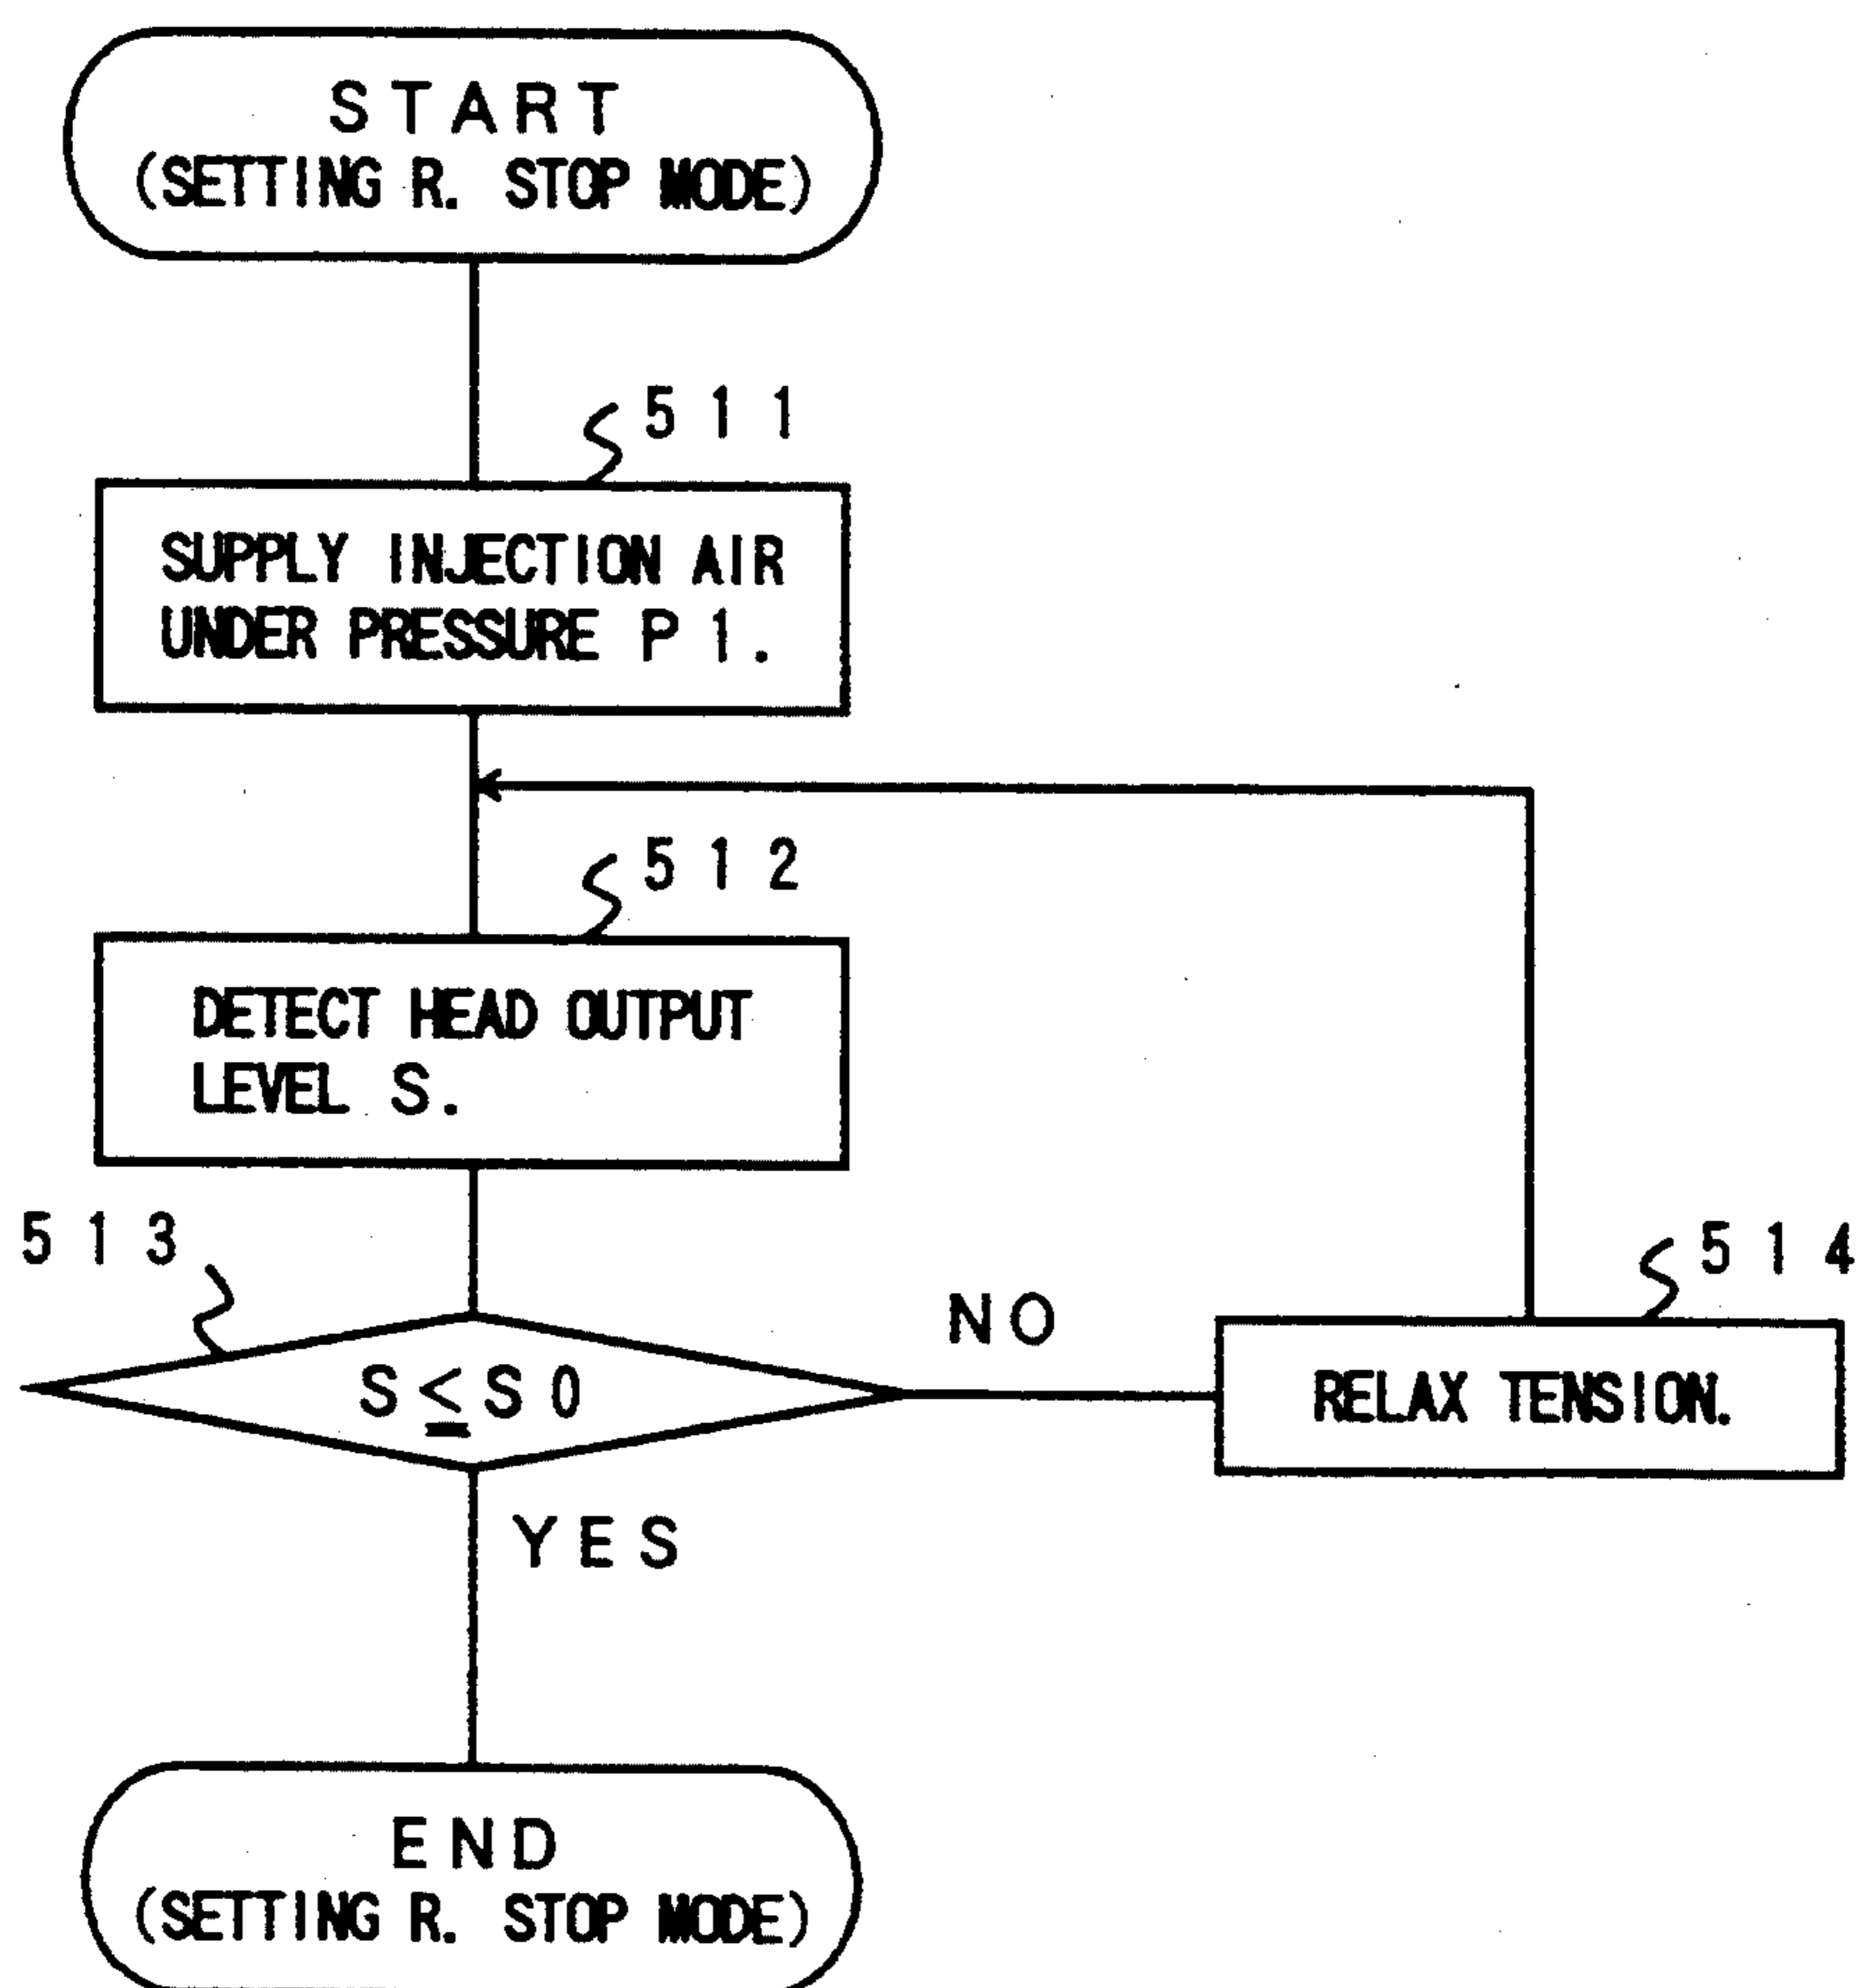 START
(SETTING R. STOP MODE)
511
SUPPLY INJECTION AIR
UNDER PRESSURE P1.
512
DETECT HEAD OUTPUT
LEVEL S.
513
S≦S0
NO
514
RELAX TENSION.
YES
END
(SETTING R. STOP MODE)